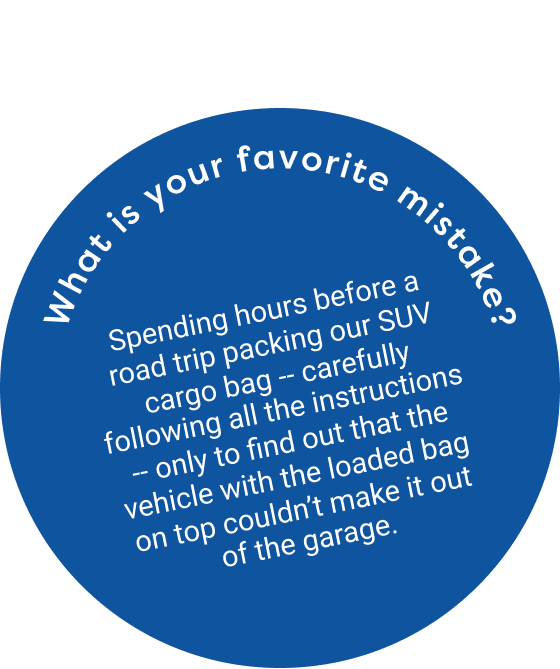 What is your favorite mistake?
Spending hours before a
road trip packing our SUV
cargo bag -- carefully
following all the instructions
-- only to find out that the
vehicle with the loaded bag
on top couldn’t make it out
of the garage.